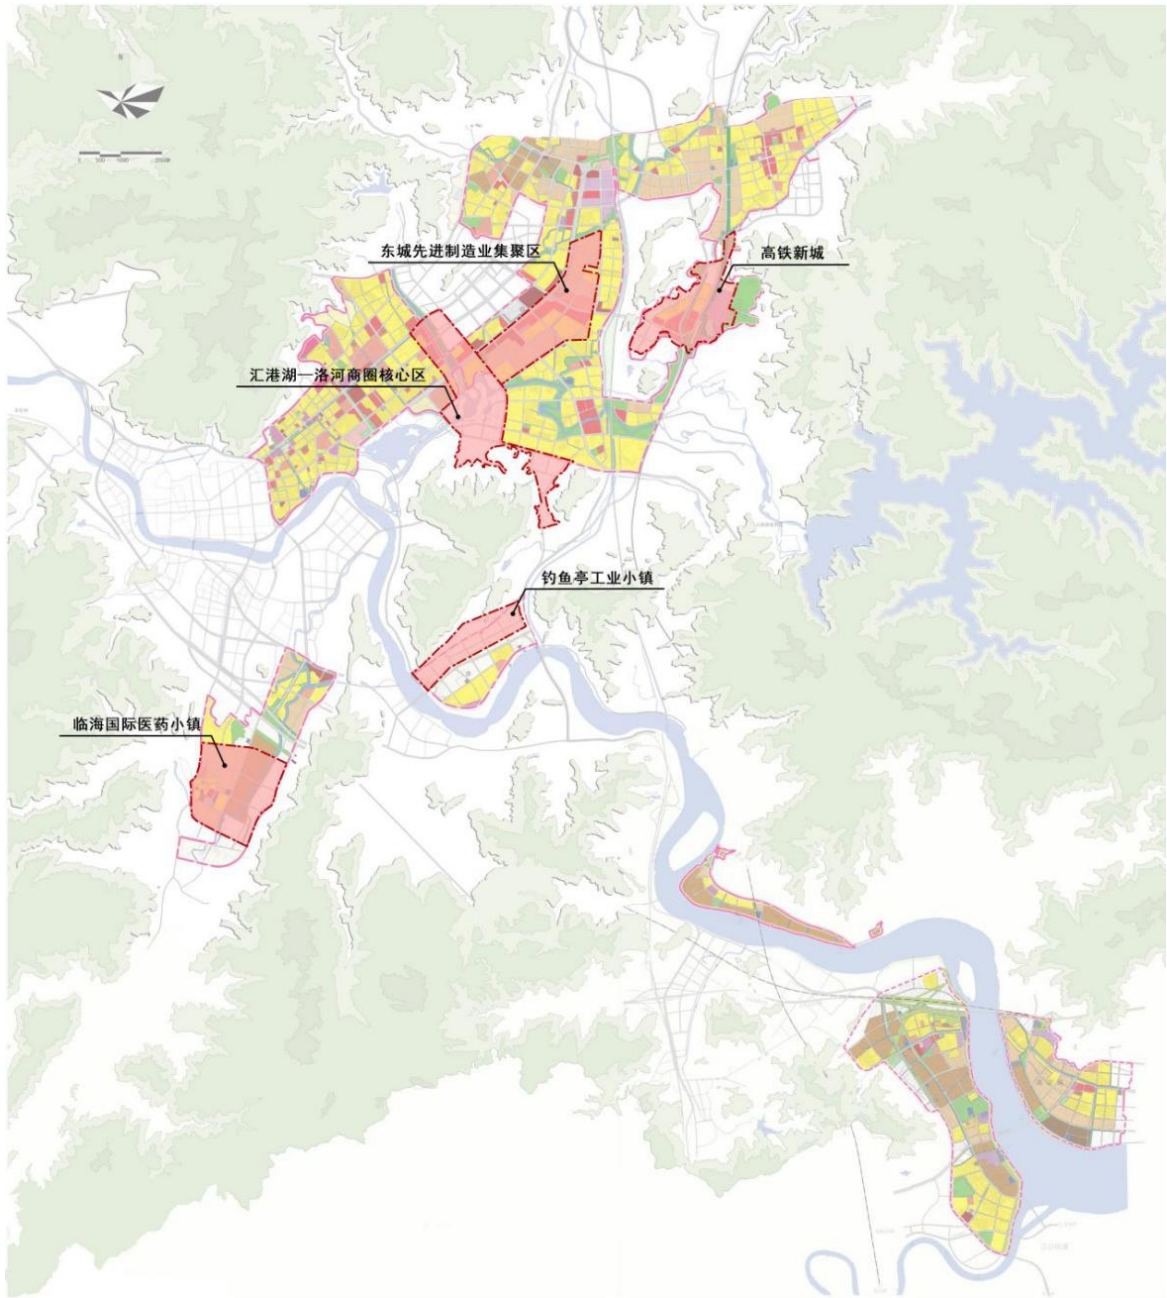 N
东城先进制造业集聚区
高铁新城
汇港湖—洛河商圈核心区
钓鱼亭工业小镇
临海国际医药小镇